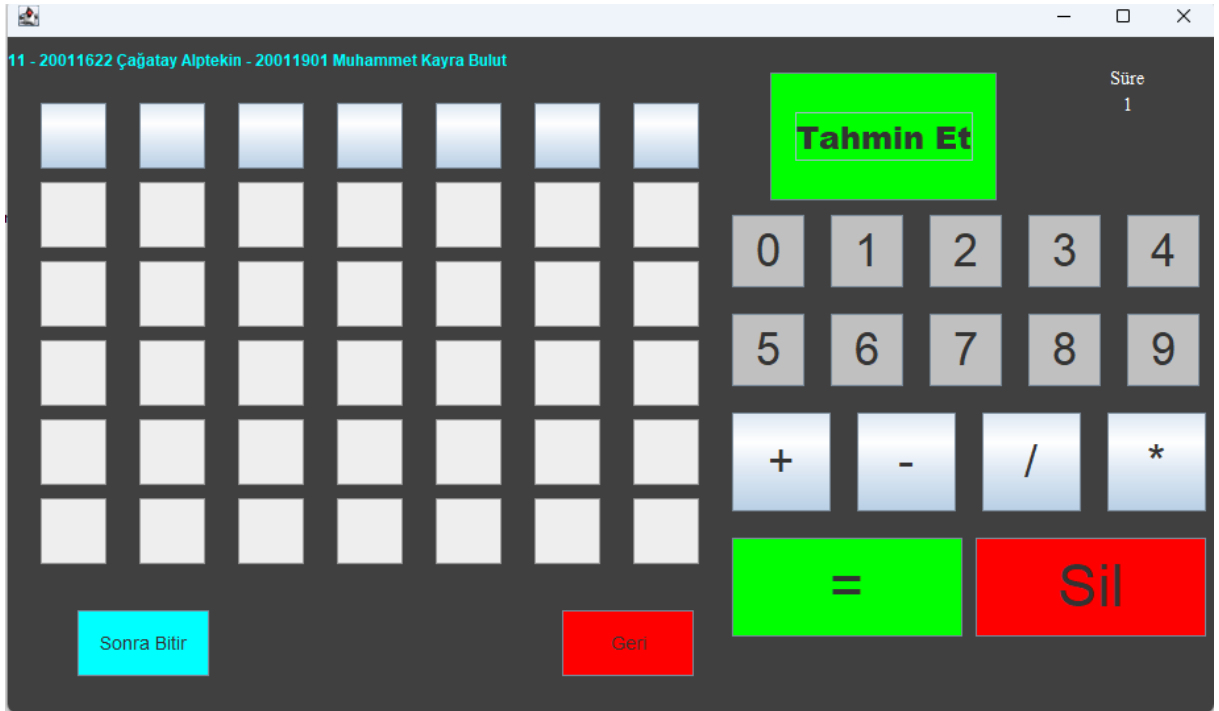 11 - 20011622 Çağatay Alptekin - 20011901 Muhammet Kayra Bulut
Süre
1
Tahmin Et
0 1 2 3 4
5 6 7 8 9
+ - / *
= Sil
Sonra Bitir
Geri